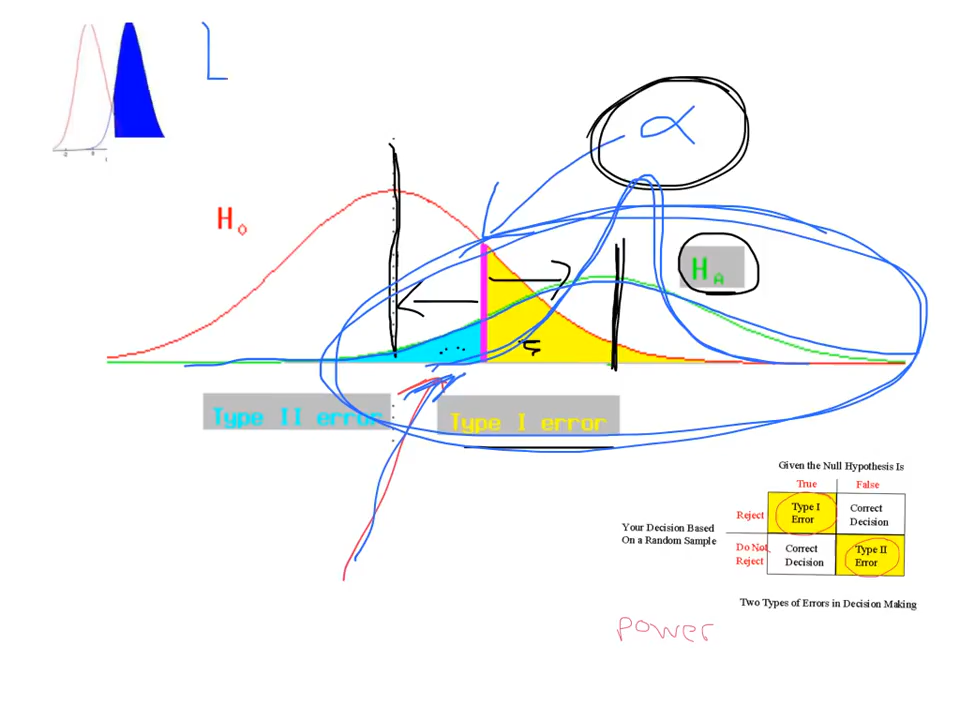 L
α
H₀
H_A
Type II error
Type I error
Given the Null Hypothesis Is
True False
Reject
Type I Error
Correct Decision
Your Decision Based On a Random Sample
Do Not Reject
Correct Decision
Type II Error
Two Types of Errors in Decision Making
power